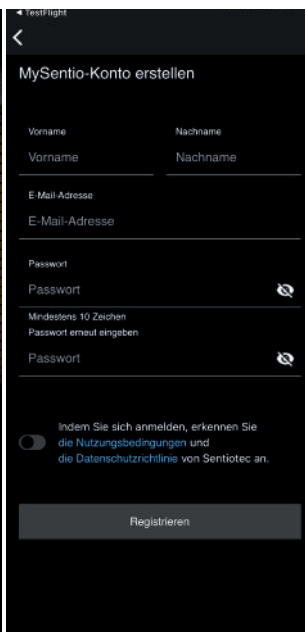 ◄ TestFlight
MySentio-Konto erstellen
Vorname Nachname
Vorname Nachname
E-Mail-Adresse
E-Mail-Adresse
Passwort
Passwort
Mindestens 10 Zeichen
Passwort erneut eingeben
Passwort
Indem Sie sich anmelden, erkennen Sie
die Nutzungsbedingungen und
die Datenschutzrichtlinie von Sentiotec an.
Registrieren